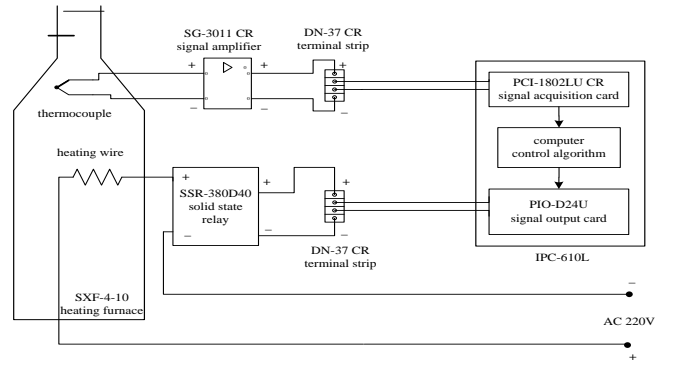 SG-3011 CR
signal amplifier
DN-37 CR
terminal strip
+
+
+
PCI-1802LU CR
signal acquisition card
thermocouple
−
−
−
computer
control algorithm
heating wire
+
SSR-380D40
solid state
relay
+
+
−
−
−
PIO-D24U
signal output card
DN-37 CR
terminal strip
IPC-610L
SXF-4-10
heating furnace
−
AC 220V
+